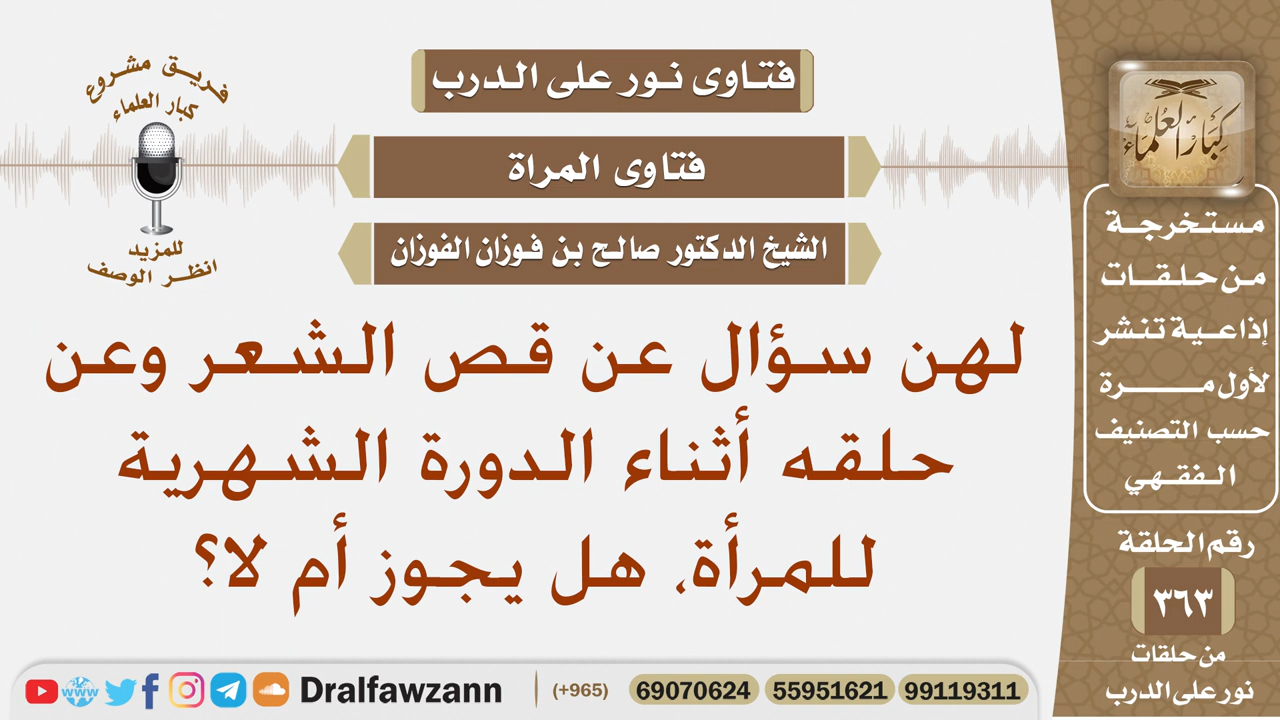 فتاوى نور على الدرب
فتاوى المراة
الشيخ الدكتور صالح بن فوزان الفوزان
لهن سؤال عن قص الشعر وعن
حلقه أثناء الدورة الشهرية
للمرأة، هل يجوز أم لا؟
فريق مشروع
كبار العلماء
للمزيد
انظر الوصف
كبار العلماء
مستخرجة
من حلقات
إذاعية تنشر
لأول مرة
حسب التصنيف
الفقهي
رقم الحلقة
٣٦٣
من حلقات
نور على الدرب
www
Dralfawzann
(+965) 69070624 55951621 99119311